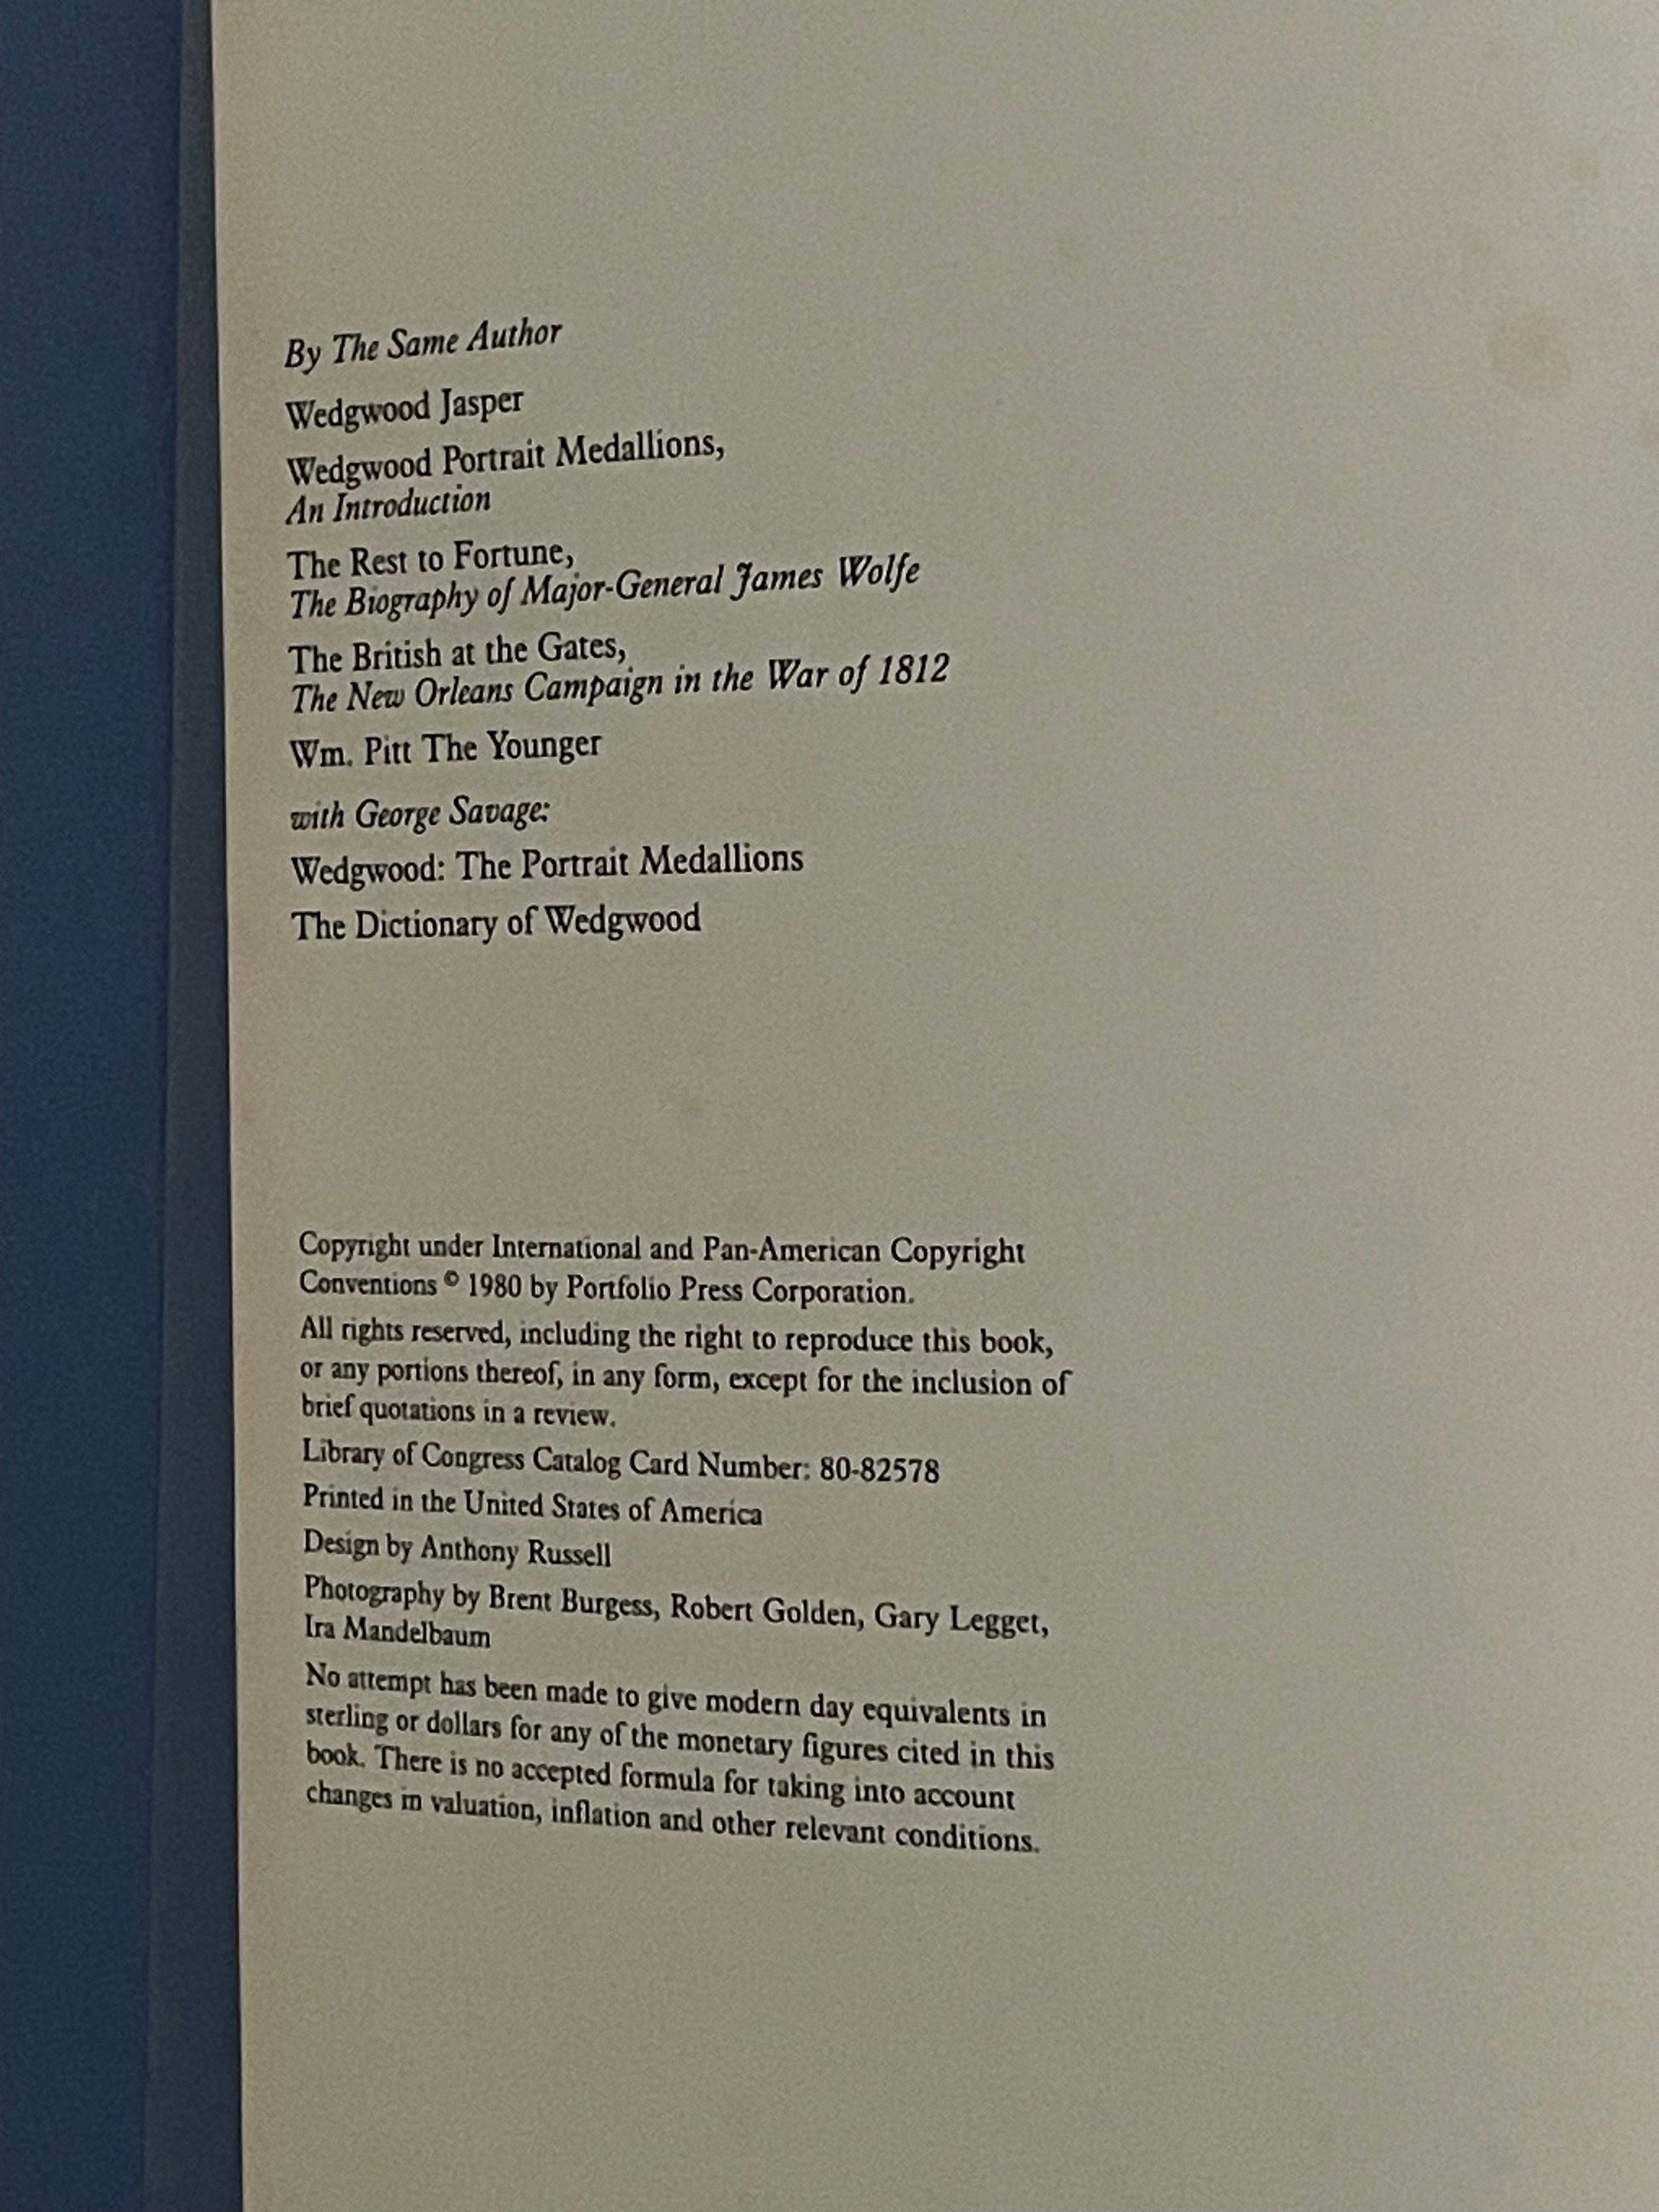 By The Same Author
Wedgwood Jasper
Wedgwood Portrait Medallions,
An Introduction
The Rest to Fortune,
The Biography of Major-General James Wolfe
The British at the Gates,
The New Orleans Campaign in the War of 1812
Wm. Pitt The Younger
with George Savage:
Wedgwood: The Portrait Medallions
The Dictionary of Wedgwood
Copyright under International and Pan-American Copyright
Conventions © 1980 by Portfolio Press Corporation.
All rights reserved, including the right to reproduce this book,
or any portions thereof, in any form, except for the inclusion of
brief quotations in a review.
Library of Congress Catalog Card Number: 80-82578
Printed in the United States of America
Design by Anthony Russell
Photography by Brent Burgess, Robert Golden, Gary Legget,
Ira Mandelbaum
No attempt has been made to give modern day equivalents in
sterling or dollars for any of the monetary figures cited in this
book. There is no accepted formula for taking into account
changes in valuation, inflation and other relevant conditions.